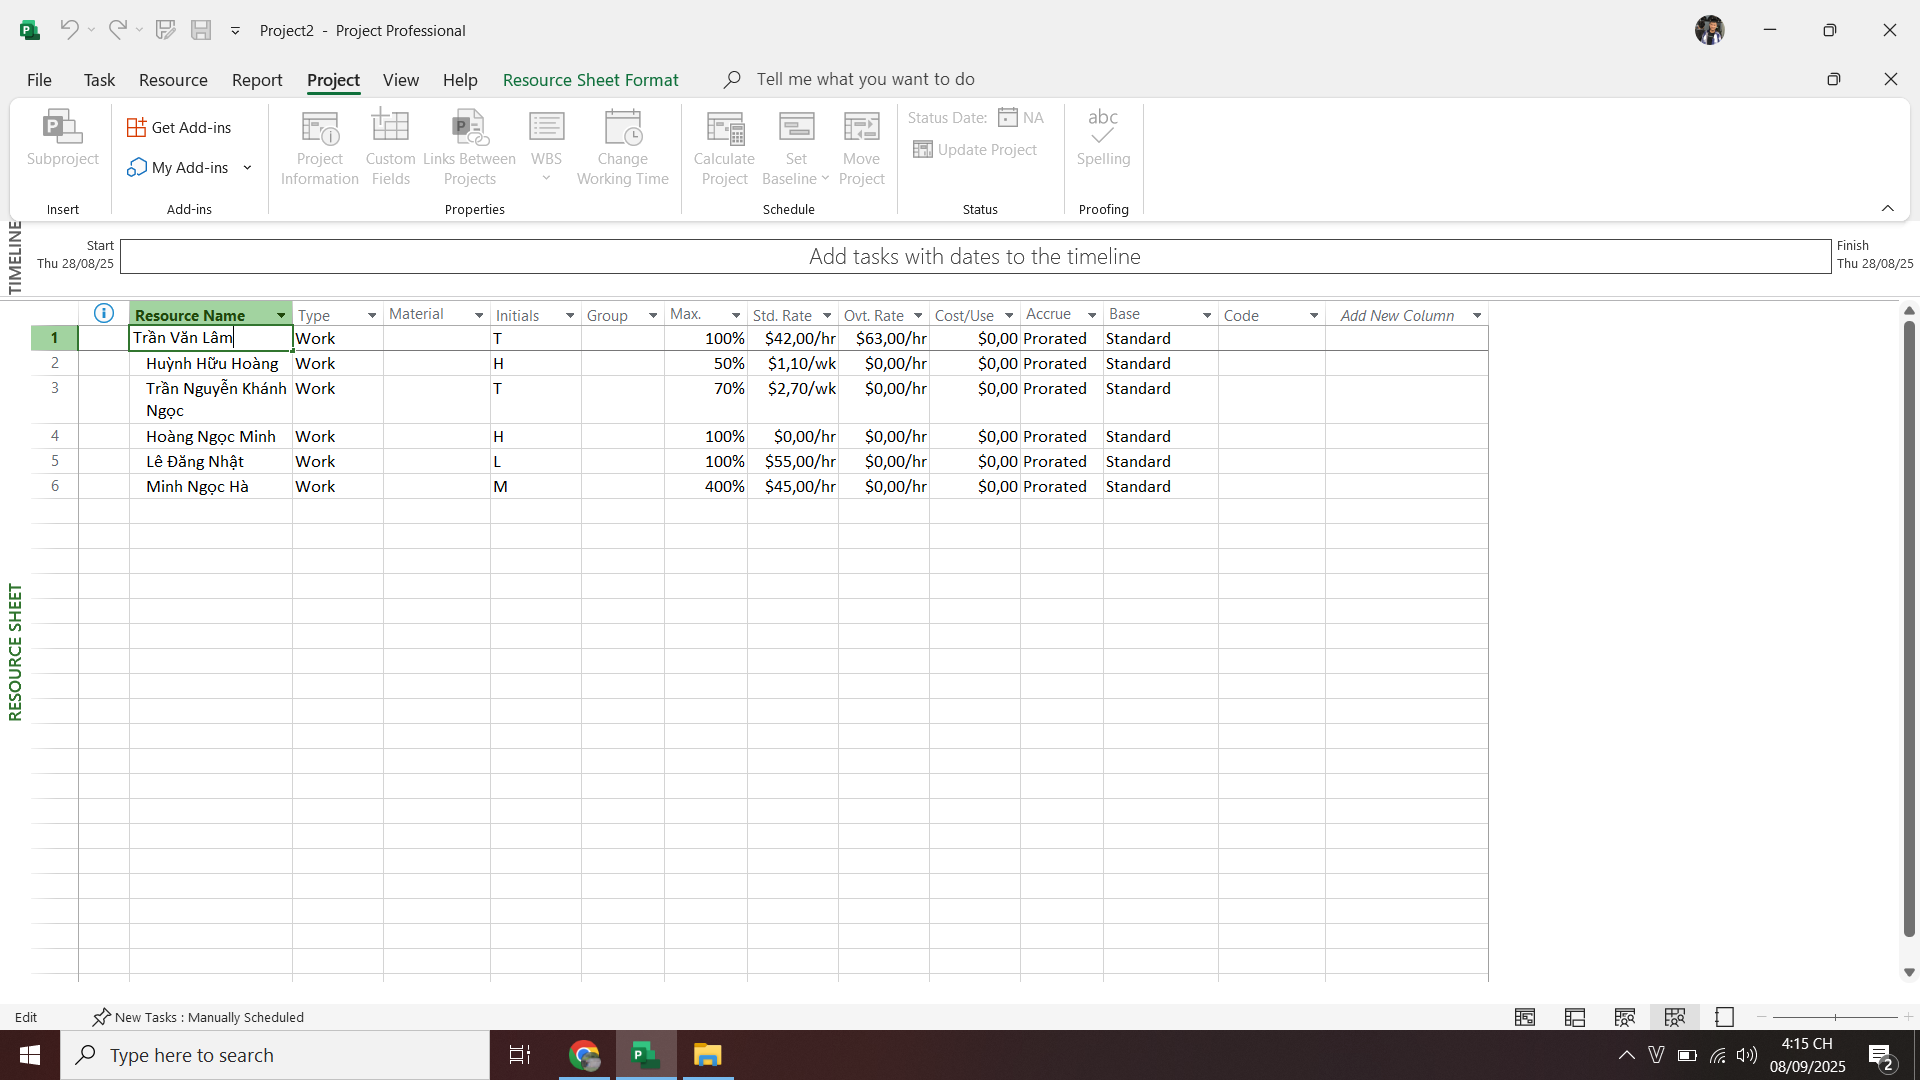 Project2 - Project Professional
File Task Resource Report Project View Help Resource Sheet Format Tell me what you want to do
Subproject
Get Add-ins
My Add-ins
Project Information
Custom Fields
Links Between Projects
WBS
Change Working Time
Calculate Project
Set Baseline
Move Project
Status Date: NA
Update Project
abc
Spelling
Insert Add-ins Properties Schedule Status Proofing
TIMELINE
Start
Thu 28/08/25
Add tasks with dates to the timeline
Finish
Thu 28/08/25
RESOURCE SHEET
Resource Name Type Material Initials Group Max. Std. Rate Ovt. Rate Cost/Use Accrue Base Code Add New Column
1 Trần Văn Lâm Work T 100% $42,00/hr $63,00/hr $0,00 Prorated Standard
2 Huỳnh Hữu Hoàng Work H 50% $1,10/wk $0,00/hr $0,00 Prorated Standard
3 Trần Nguyễn Khánh Work T 70% $2,70/wk $0,00/hr $0,00 Prorated Standard
Ngọc
4 Hoàng Ngọc Minh Work H 100% $0,00/hr $0,00/hr $0,00 Prorated Standard
5 Lê Đăng Nhật Work L 100% $55,00/hr $0,00/hr $0,00 Prorated Standard
6 Minh Ngọc Hà Work M 400% $45,00/hr $0,00/hr $0,00 Prorated Standard
Edit New Tasks : Manually Scheduled
Type here to search
4:15 CH
08/09/2025
2